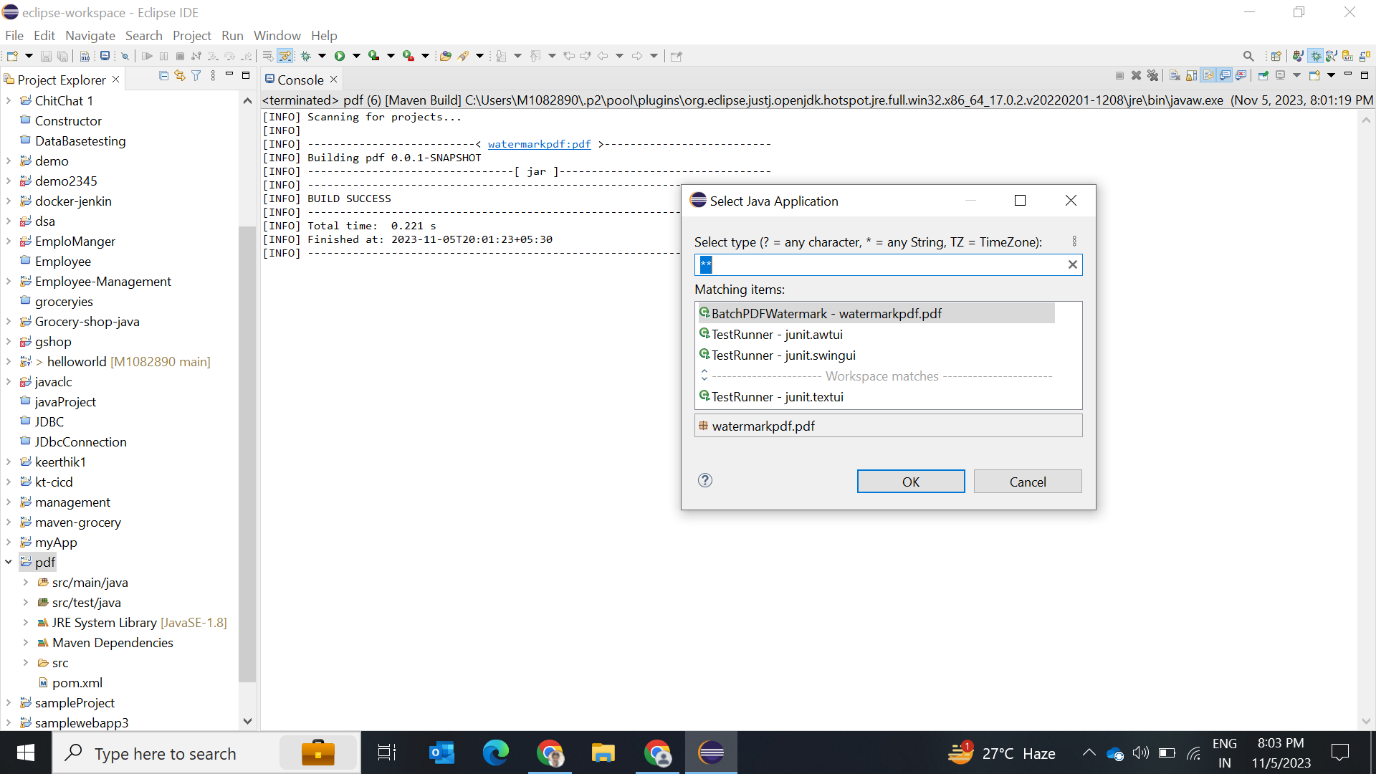 eclipse-workspace - Eclipse IDE
File Edit Navigate Search Project Run Window Help
Project Explorer
ChitChat 1
Constructor
DataBasetesting
demo
demo2345
docker-jenkin
dsa
EmploManger
Employee
Employee-Management
groceryies
Grocery-shop-java
gshop
> helloworld [M1082890 main]
javaclc
javaProject
JDBC
JDbcConnection
keerthik1
kt-cicd
management
maven-grocery
myApp
pdf
src/main/java
src/test/java
JRE System Library [JavaSE-1.8]
Maven Dependencies
src
pom.xml
sampleProject
samplewebapp3
Console
<terminated> pdf (6) [Maven Build] C:\Users\M1082890\.p2\pool\plugins\org.eclipse.justj.openjdk.hotspot.jre.full.win32.x86_64_17.0.2.v20220201-1208\jre\bin\javaw.exe (Nov 5, 2023, 8:01:19 PM
[INFO] Scanning for projects...
[INFO]
[INFO] -------------------------< watermarkpdf:pdf >-------------------------
[INFO] Building pdf 0.0.1-SNAPSHOT
[INFO] --------------------------------[ jar ]---------------------------------
[INFO] ------------------------------------------------------------------------
[INFO] BUILD SUCCESS
[INFO] ------------------------------------------------------------------------
[INFO] Total time: 0.221 s
[INFO] Finished at: 2023-11-05T20:01:23+05:30
[INFO] ------------------------------------------------------------------------
Select Java Application
Select type (? = any character, * = any String, TZ = TimeZone):
**
Matching items:
BatchPDFWatermark - watermarkpdf.pdf
TestRunner - junit.awtui
TestRunner - junit.swingui
---------------------- Workspace matches ----------------------
TestRunner - junit.textui
watermarkpdf.pdf
OK Cancel
Type here to search
1
27°C Haze
ENG
IN
8:03 PM
11/5/2023